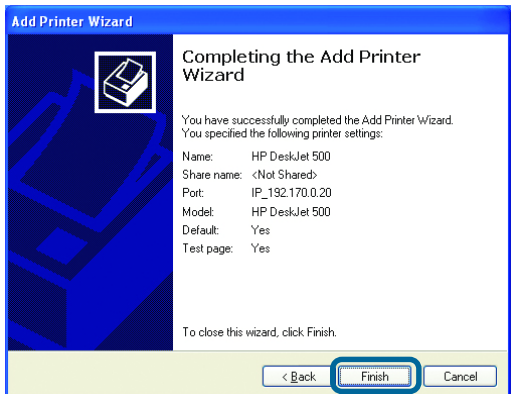 Add Printer Wizard
Completing the Add Printer
Wizard
You have successfully completed the Add Printer Wizard.
You specified the following printer settings:
Name: HP DeskJet 500
Share name: <Not Shared>
Port: IP_192.170.0.20
Model: HP DeskJet 500
Default: Yes
Test page: Yes
To close this wizard, click Finish.
< Back Finish Cancel